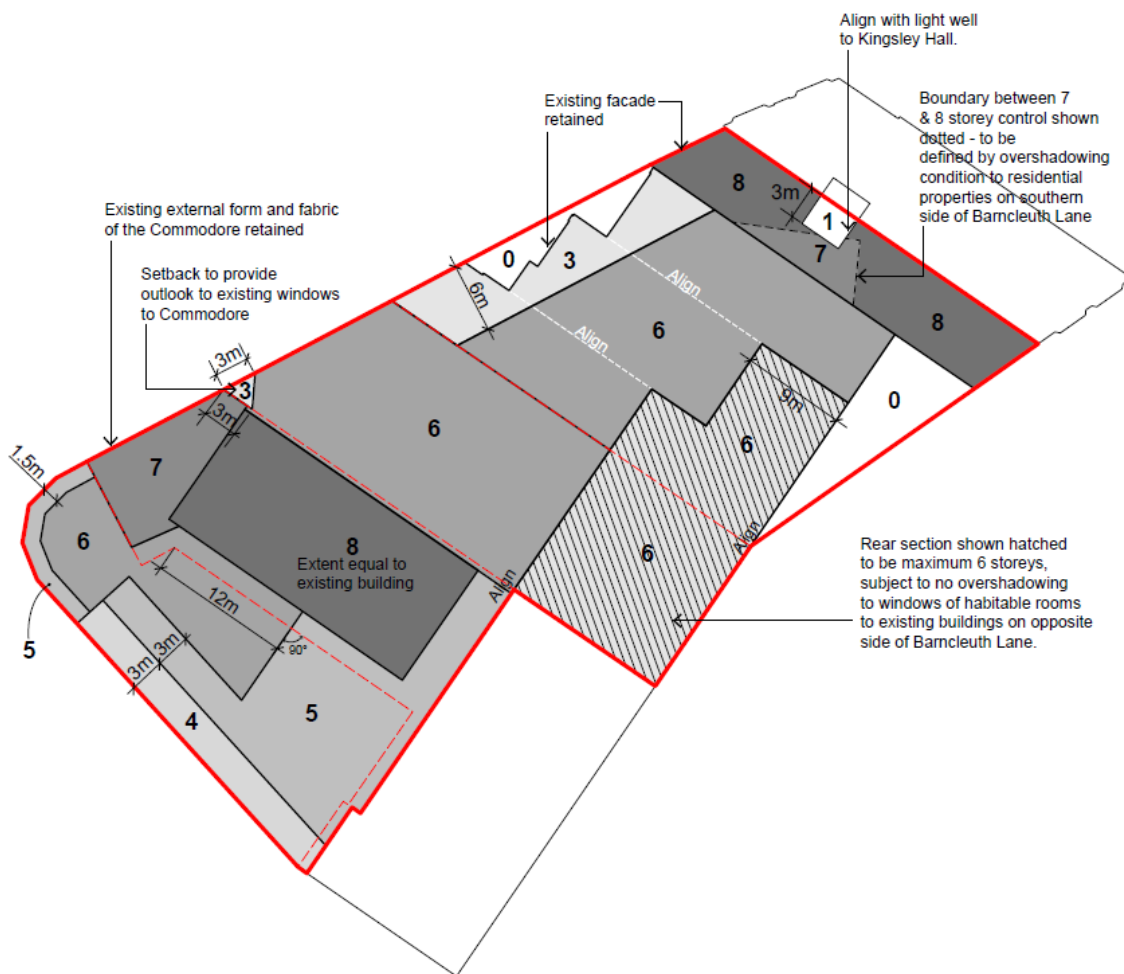 Align with light well
to Kingsley Hall.
Existing facade
retained
Boundary between 7
& 8 storey control shown
dotted - to be
defined by overshadowing
condition to residential
properties on southern
side of Barncleuth Lane
Existing external form and fabric
of the Commodore retained
Setback to provide
outlook to existing windows
to Commodore
8
3m
1
7
8
0
3
6m
Align
Align
6
0
9m
6
6
Align
Align
3m
3
3m
6
7
1.5m
6
5
8
Extent equal to
existing building
12m
90°
3m
3m
4
5
Rear section shown hatched
to be maximum 6 storeys,
subject to no overshadowing
to windows of habitable rooms
to existing buildings on opposite
side of Barncleuth Lane.